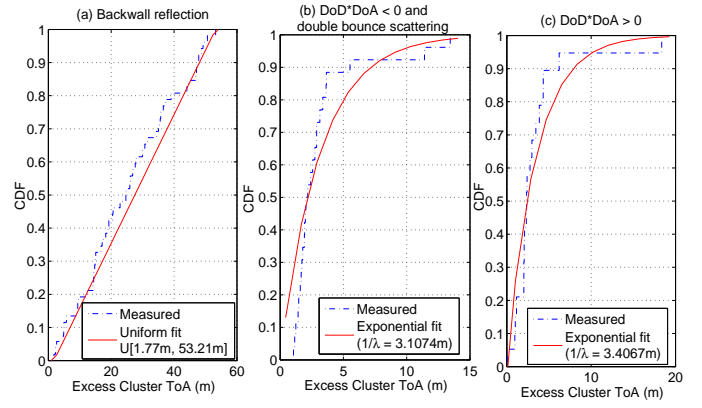 (a) Backwall reflection
1
0.9
0.8
0.7
0.6
0.5
0.4
0.3
0.2
0.1
0
CDF
0
20
40
60
Excess Cluster ToA (m)
Measured
Uniform fit
U[1.77m, 53.21m]
(b) DoD*DoA < 0 and
double bounce scattering
1
0.9
0.8
0.7
0.6
0.5
0.4
0.3
0.2
0.1
0
CDF
0
5
10
15
Excess Cluster ToA (m)
Measured
Exponential fit
(1/λ = 3.1074m)
(c) DoD*DoA > 0
1
0.9
0.8
0.7
0.6
0.5
0.4
0.3
0.2
0.1
0
CDF
0
10
20
Excess Cluster ToA (m)
Measured
Exponential fit
(1/λ = 3.4067m)